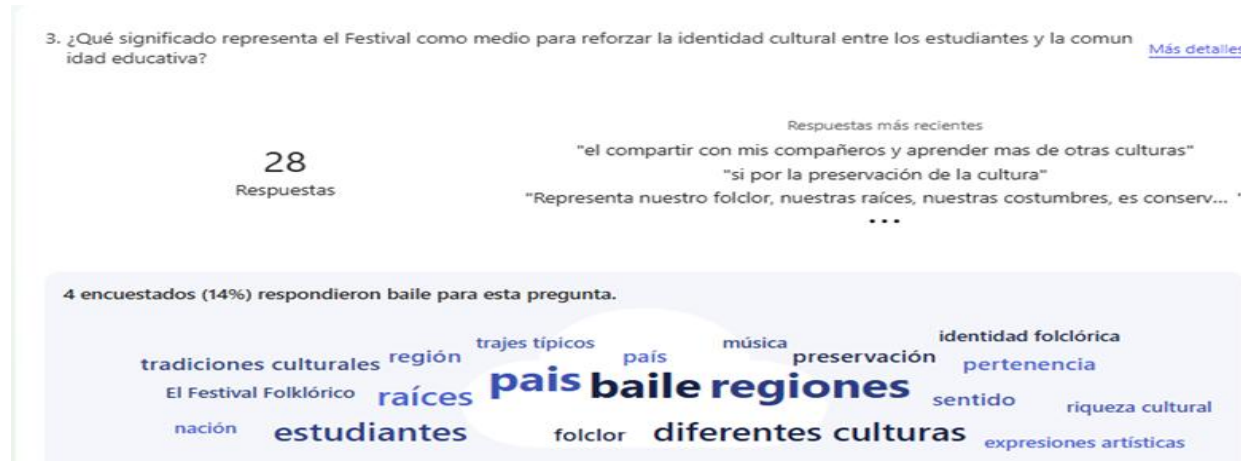 3. ¿Qué significado representa el Festival como medio para reforzar la identidad cultural entre los estudiantes y la comun
idad educativa?
Más detalles
Respuestas más recientes
28
Respuestas
"el compartir con mis compañeros y aprender mas de otras culturas"
"si por la preservación de la cultura"
"Representa nuestro folclor, nuestras raíces, nuestras costumbres, es conserv... "
...
4 encuestados (14%) respondieron baile para esta pregunta.
trajes típicos música identidad folclórica
tradiciones culturales región país preservación pertenencia
El Festival Folklórico raíces pais baile regiones sentido riqueza cultural
nación estudiantes folclor diferentes culturas expresiones artísticas